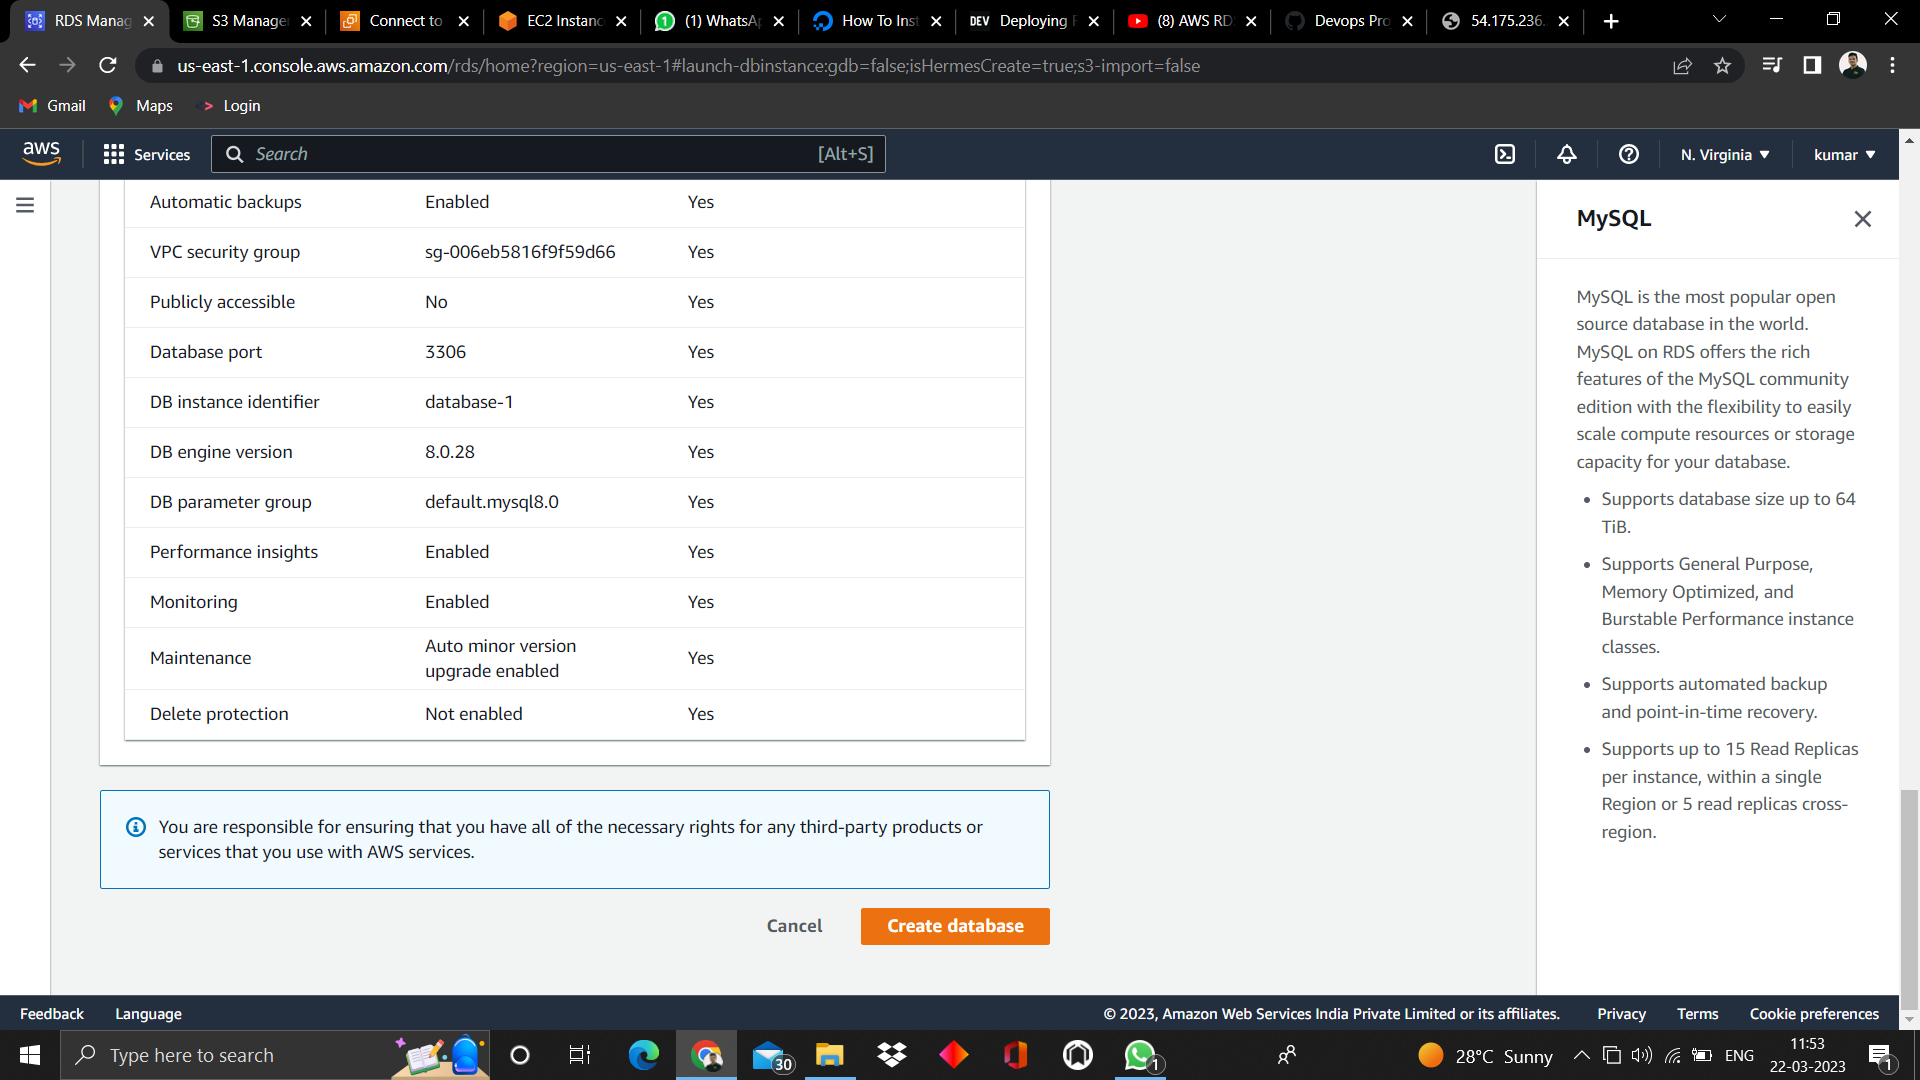 RDS Manag
S3 Manage
Connect to
EC2 Instanc
(1) WhatsAp
How To Inst
DEV Deploying F
(8) AWS RD
Devops Pro
54.175.236.
us-east-1.console.aws.amazon.com/rds/home?region=us-east-1#launch-dbinstance:gdb=false;isHermesCreate=true;s3-import=false
Gmail
Maps
Login
aws
Services
Search
[Alt+S]
N. Virginia
kumar
Automatic backups Enabled Yes
VPC security group sg-006eb5816f9f59d66 Yes
Publicly accessible No Yes
Database port 3306 Yes
DB instance identifier database-1 Yes
DB engine version 8.0.28 Yes
DB parameter group default.mysql8.0 Yes
Performance insights Enabled Yes
Monitoring Enabled Yes
Maintenance Auto minor version
upgrade enabled Yes
Delete protection Not enabled Yes
You are responsible for ensuring that you have all of the necessary rights for any third-party products or
services that you use with AWS services.
Cancel
Create database
MySQL
MySQL is the most popular open
source database in the world.
MySQL on RDS offers the rich
features of the MySQL community
edition with the flexibility to easily
scale compute resources or storage
capacity for your database.
• Supports database size up to 64
TiB.
• Supports General Purpose,
Memory Optimized, and
Burstable Performance instance
classes.
• Supports automated backup
and point-in-time recovery.
• Supports up to 15 Read Replicas
per instance, within a single
Region or 5 read replicas cross-
region.
Feedback
Language
© 2023, Amazon Web Services India Private Limited or its affiliates.
Privacy
Terms
Cookie preferences
Type here to search
30
1
28°C Sunny
ENG
11:53
22-03-2023
1